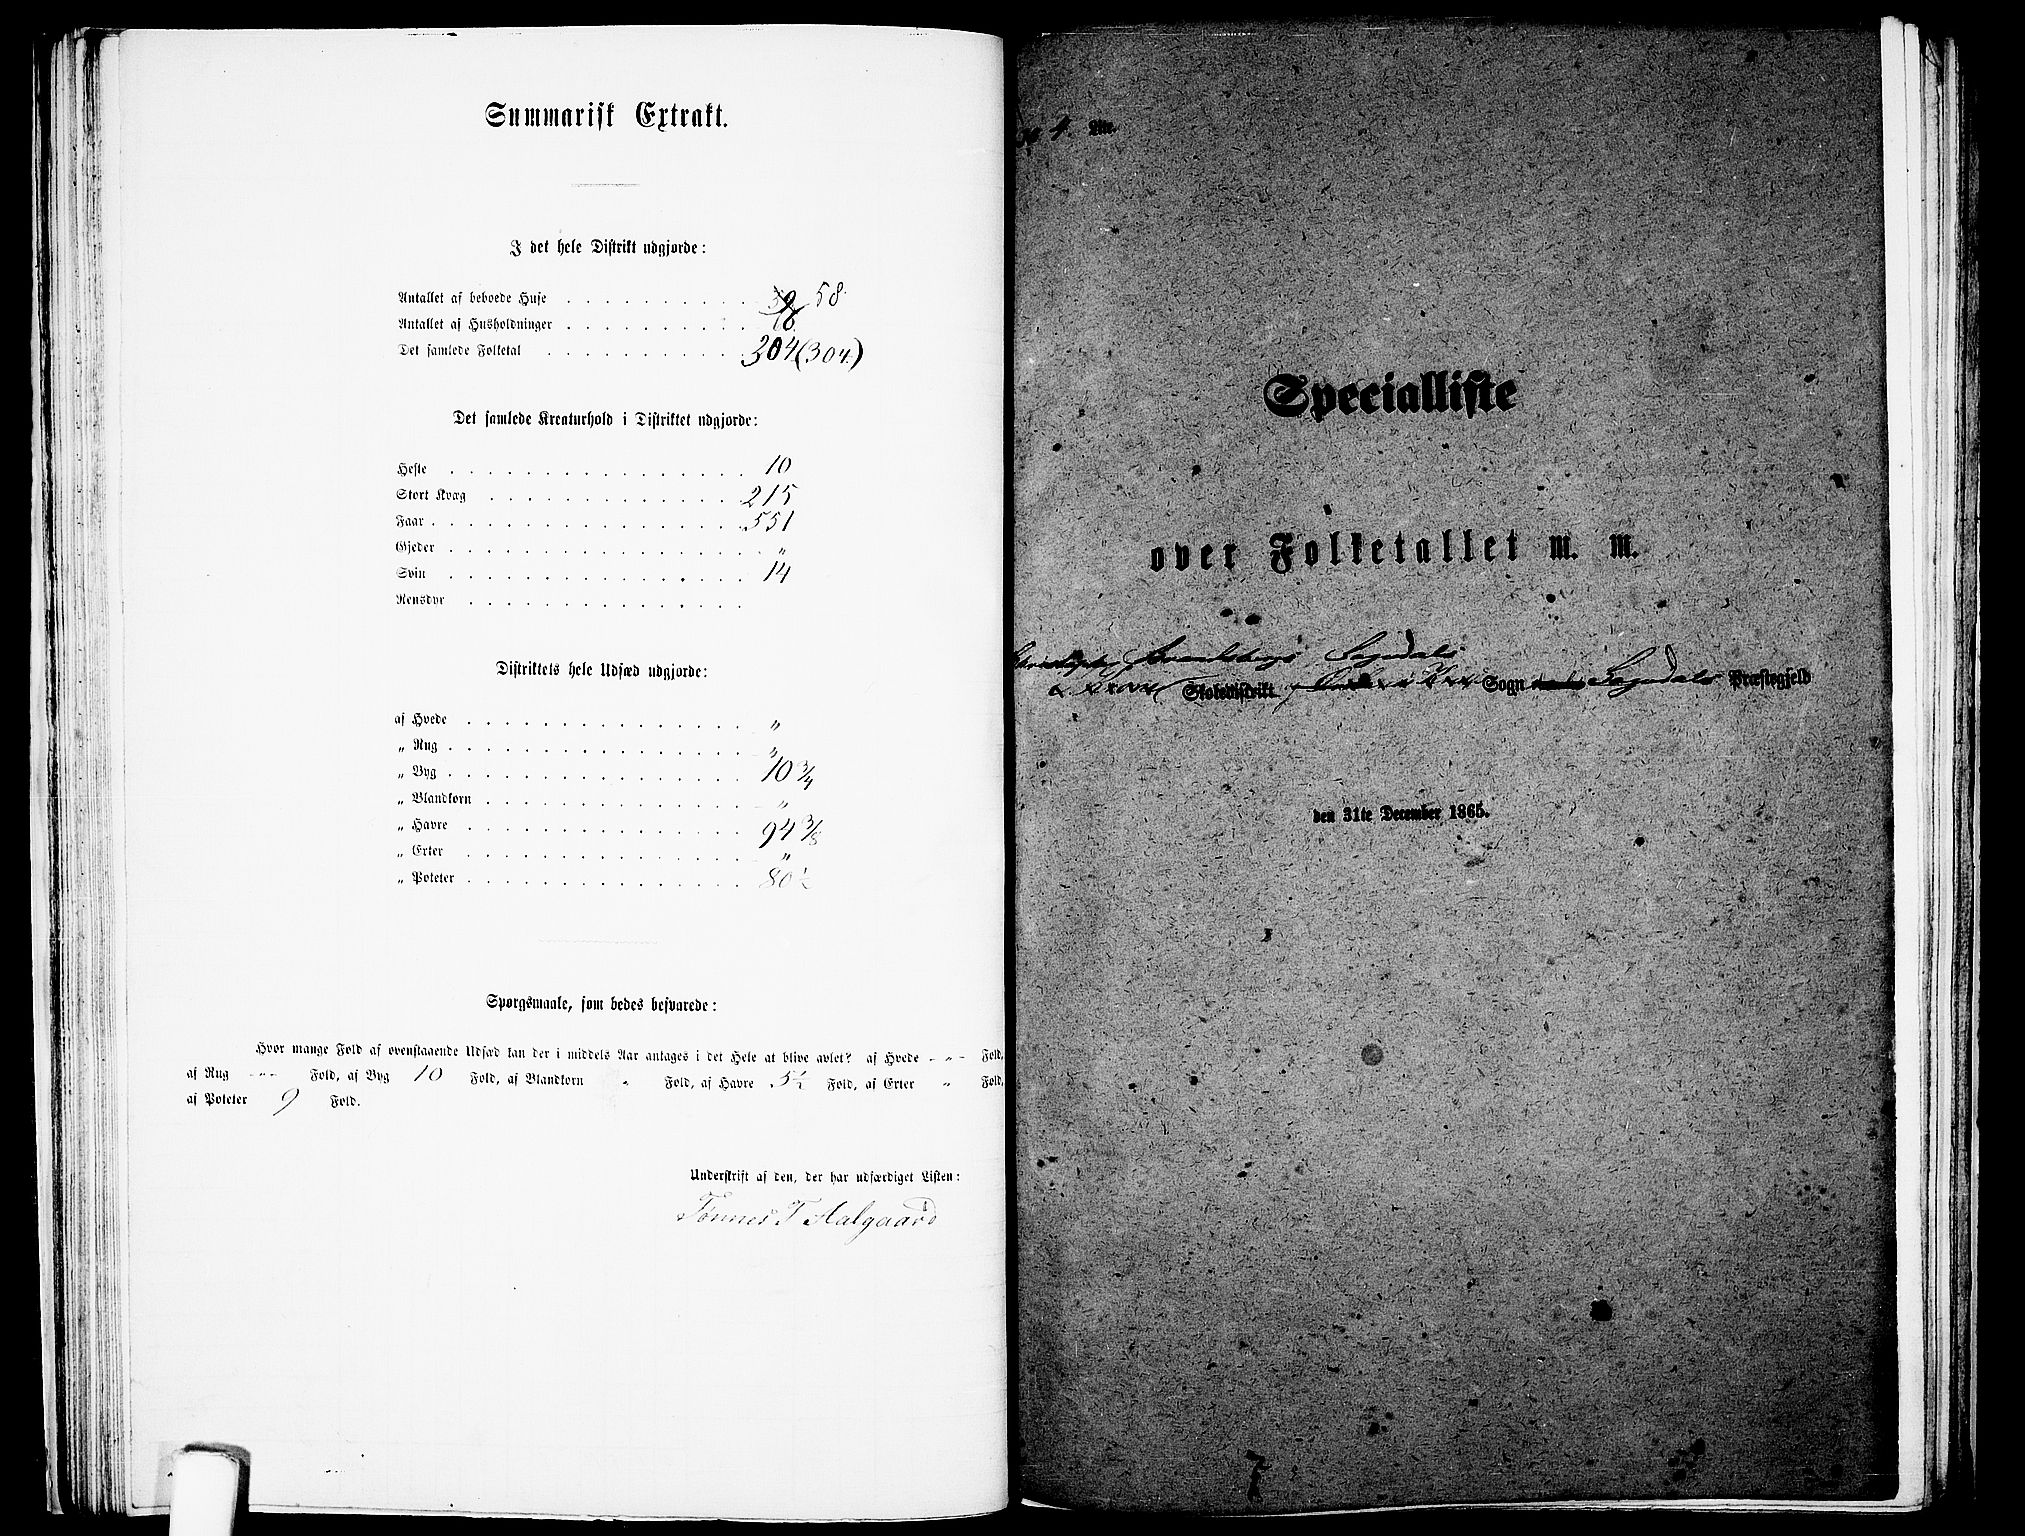 Summarisk Extrakt.
I det hele Distrikt udgjorde:
Antallet af beboede Huse . . . . . . . . . . 58.
Antallet af Husholdninger . . . . . . . . . .
Det samlede Folketal . . . . . . . . . . 304 (304.)
Det samlede Kreaturhold i Distriktet udgjorde:
Heste . . . . . . . . . . 10
Stort Kvæg . . . . . . . . . . 215
Faar . . . . . . . . . . 551
Gjeder . . . . . . . . . . "
Svin . . . . . . . . . . 14
Rensdyr . . . . . . . . . .
Distriktets hele Udsæd udgjorde:
af Hvede . . . . . . . . . . "
„ Rug . . . . . . . . . . "
„ Byg . . . . . . . . . . 10 3/4
„ Blandkorn . . . . . . . . . . "
„ Havre . . . . . . . . . . 94 3/8
„ Erter . . . . . . . . . . "
„ Poteter . . . . . . . . . . 80 1/2
Spørgsmaale, som bedes besvarede:
Hvor mange Fold af ovenstaaende Udsæd kan der i middels Aar antages i det Hele at blive avlet? af Hvede - " - Fold,
af Rug - " - Fold, af Byg 10 Fold, af Blandkorn " Fold, af Havre 5 1/2 Fold, af Erter " Fold,
af Poteter 9 Fold.
Underskrift af den, der har udfærdiget Listen:
Tønnes T Aalgaard
4 No.
Specialliste
over Folketallet m. m.
Sogndals
Skoledistrikt Sogn Sogndals Præstegjeld
den 31te December 1865.